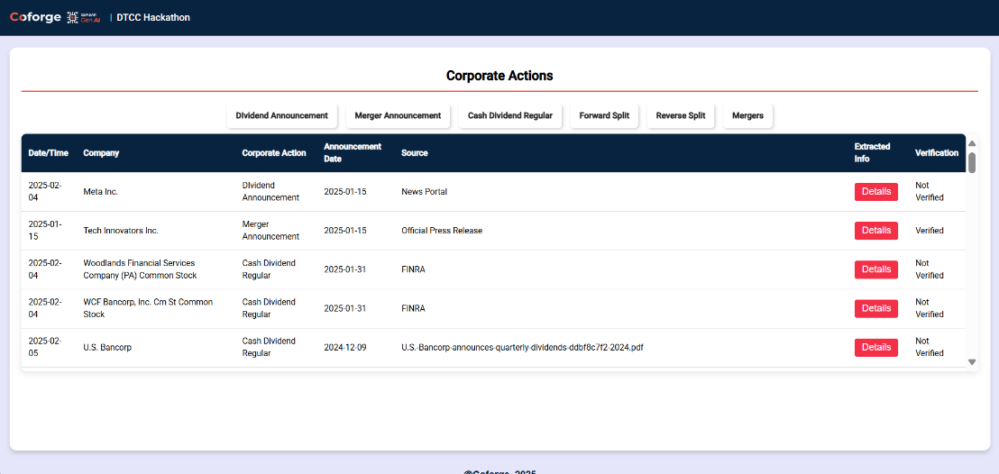 Coforge QUASAR Gen AI | DTCC Hackathon
Corporate Actions
Dividend Announcement Merger Announcement Cash Dividend Regular Forward Split Reverse Split Mergers
Date/Time Company Corporate Action Announcement Date Source Extracted Info Verification
2025-02-04 Meta Inc. Dividend Announcement 2025-01-15 News Portal Details Not Verified
2025-01-15 Tech Innovators Inc. Merger Announcement 2025-01-15 Official Press Release Details Verified
2025-02-04 Woodlands Financial Services Company (PA) Common Stock Cash Dividend Regular 2025-01-31 FINRA Details Not Verified
2025-02-04 WCF Bancorp, Inc. Cm St Common Stock Cash Dividend Regular 2025-01-31 FINRA Details Not Verified
2025-02-05 U.S. Bancorp Cash Dividend Regular 2024-12-09 U.S.-Bancorp-announces-quarterly-dividends-ddbf8c7f2-2024.pdf Details Not Verified
@Coforge, 2025